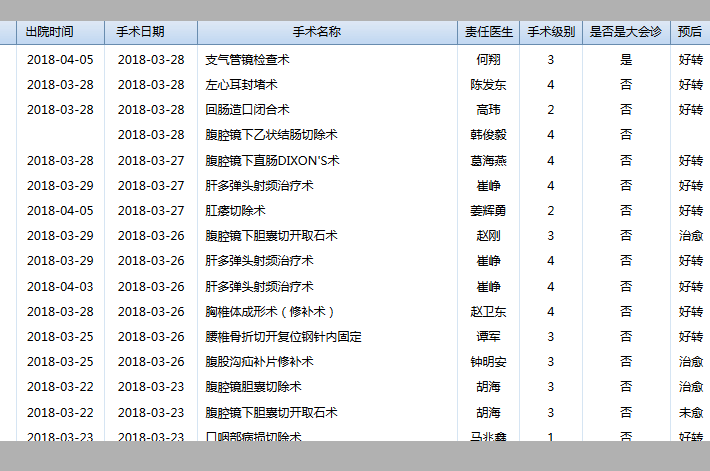 出院时间 手术日期 手术名称 责任医生 手术级别 是否是大会诊 预后
2018-04-05 2018-03-28 支气管镜检查术 何翔 3 是 好转
2018-03-28 2018-03-28 左心耳封堵术 陈发东 4 否 好转
2018-03-28 2018-03-28 回肠造口闭合术 高玮 2 否 好转
2018-03-28 腹腔镜下乙状结肠切除术 韩俊毅 4 否
2018-03-28 2018-03-27 腹腔镜下直肠DIXON'S术 葛海燕 4 否 好转
2018-03-29 2018-03-27 肝多弹头射频治疗术 崔峥 4 否 好转
2018-04-05 2018-03-27 肛瘘切除术 姜辉勇 2 否 好转
2018-03-29 2018-03-26 腹腔镜下胆囊切开取石术 赵刚 3 否 治愈
2018-03-29 2018-03-26 肝多弹头射频治疗术 崔峥 4 否 好转
2018-04-03 2018-03-26 肝多弹头射频治疗术 崔峥 4 否 好转
2018-03-28 2018-03-26 胸椎体成形术（修补术） 赵卫东 4 否 好转
2018-03-29 2018-03-26 腰椎骨折切开复位钢针内固定 谭军 3 否 好转
2018-03-25 2018-03-26 腹股沟疝补片修补术 钟明安 3 否 治愈
2018-03-22 2018-03-23 腹腔镜胆囊切除术 胡海 3 否 治愈
2018-03-22 2018-03-23 腹腔镜下胆囊切开取石术 胡海 3 否 未愈
2018-03-23 2018-03-23 口咽部病损切除术 马兆鑫 1 否 好转